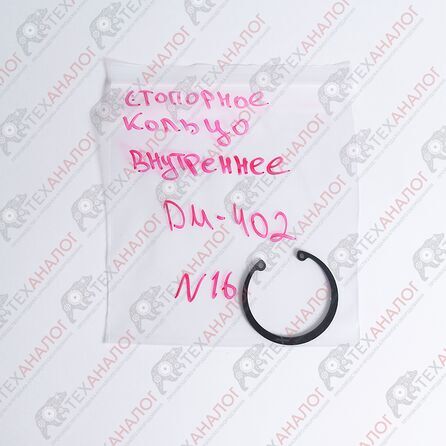 СТОПОРНОЕ
КОЛЬЦО
ВНУТРЕННЕЕ
DM-402
N16
ТЕХАНАЛОГ